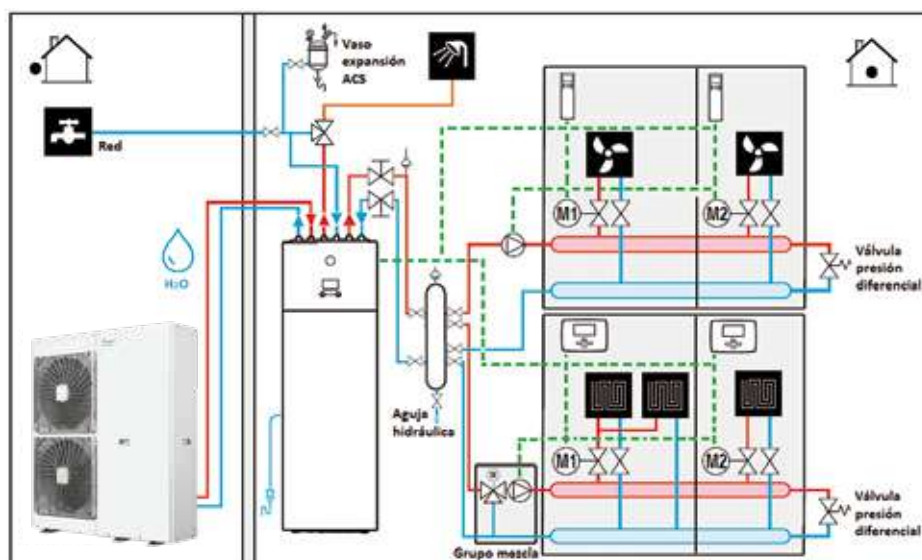 Vaso
expansión
ACS
Red
H₂O
M1
M2
Válvula
presión
diferencial
Aguja
hidráulica
M1
M2
Grupo mezcla
Válvula
presión
diferencial